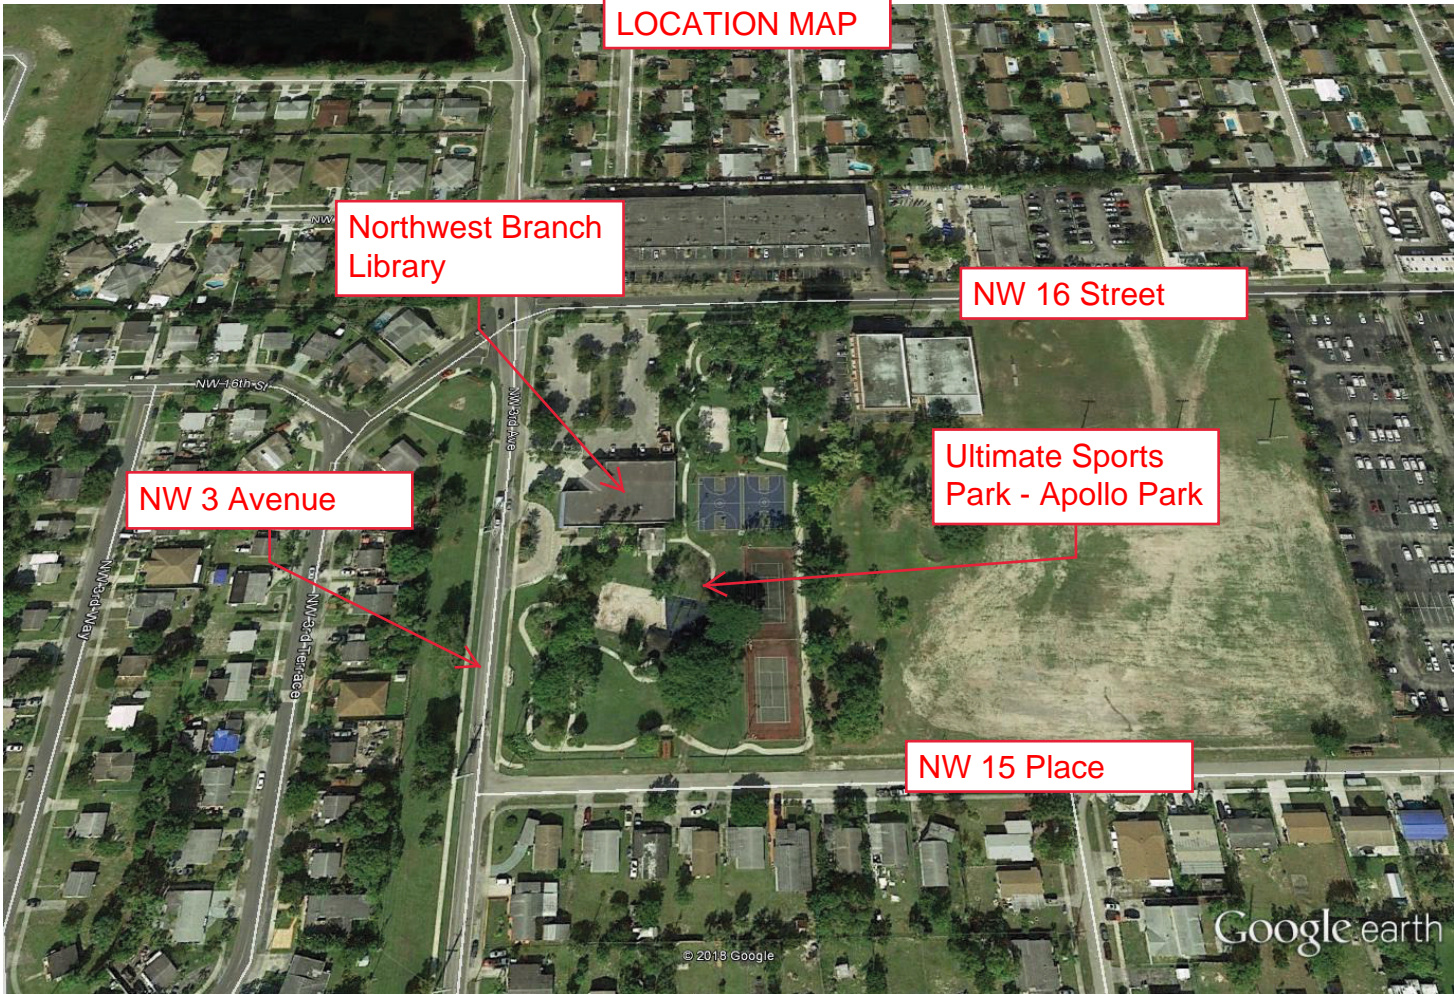 LOCATION MAP
Northwest Branch
Library
NW 16 Street
NW 16th St
NW 3rd Ave
Ultimate Sports
Park - Apollo Park
NW 3 Avenue
NW 3rd Way
NW 3rd Terrace
NW 15 Place
Google earth
© 2018 Google